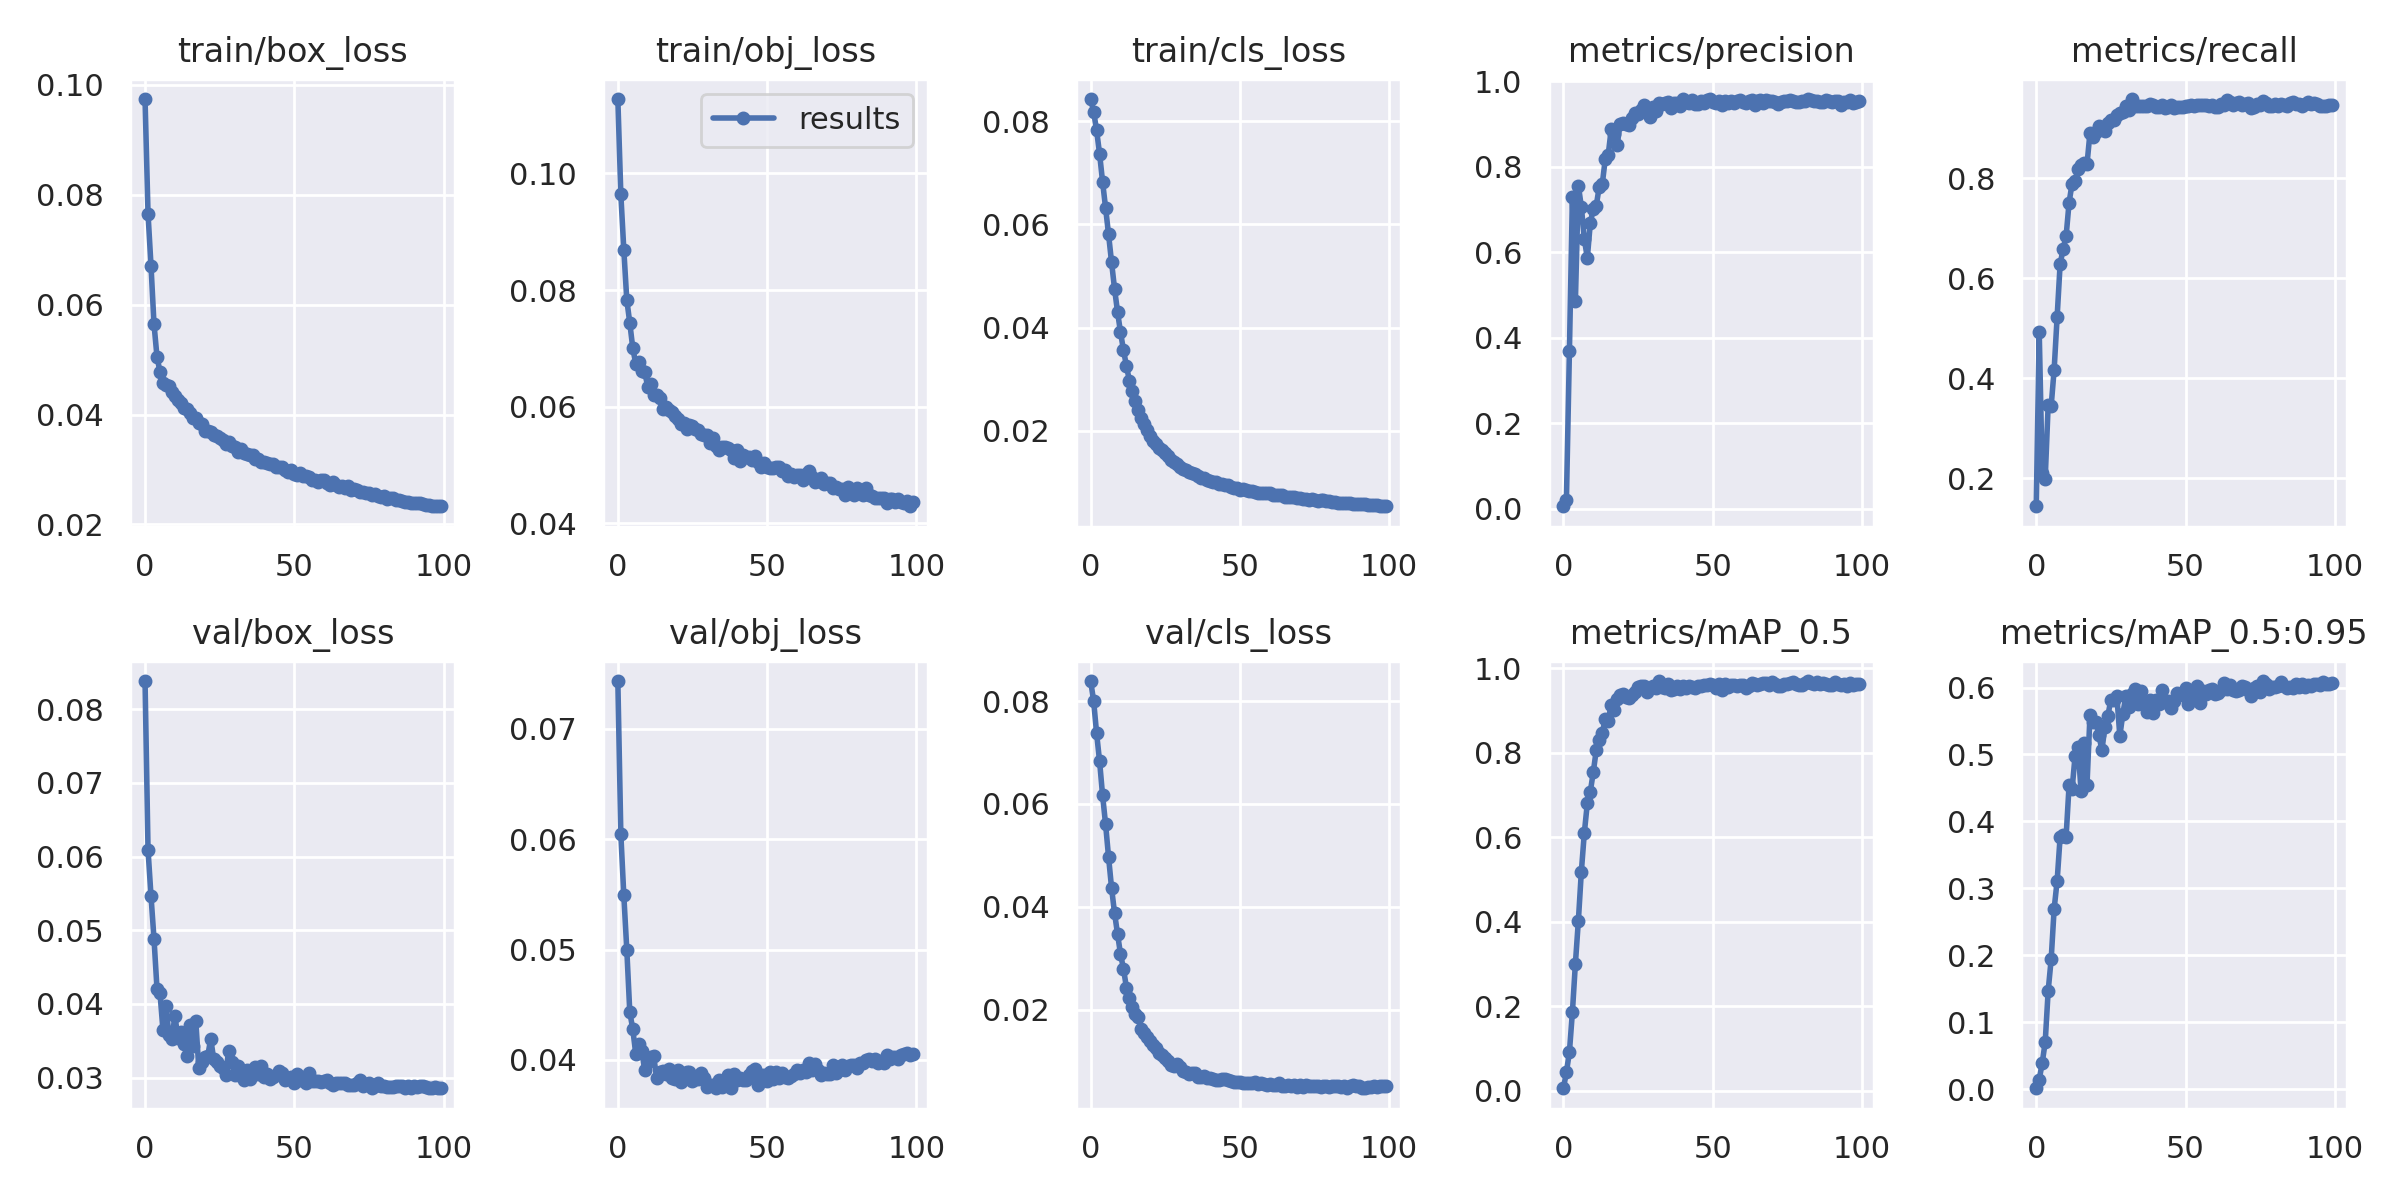 train/box_loss
0.10
0.08
0.06
0.04
0.02
0 50 100
train/obj_loss
results
0.10
0.08
0.06
0.04
0 50 100
train/cls_loss
0.08
0.06
0.04
0.02
0 50 100
metrics/precision
1.0
0.8
0.6
0.4
0.2
0.0
0 50 100
metrics/recall
0.8
0.6
0.4
0.2
0 50 100
val/box_loss
0.08
0.07
0.06
0.05
0.04
0.03
0 50 100
val/obj_loss
0.07
0.06
0.05
0.04
0 50 100
val/cls_loss
0.08
0.06
0.04
0.02
0 50 100
metrics/mAP_0.5
1.0
0.8
0.6
0.4
0.2
0.0
0 50 100
metrics/mAP_0.5:0.95
0.6
0.5
0.4
0.3
0.2
0.1
0.0
0 50 100